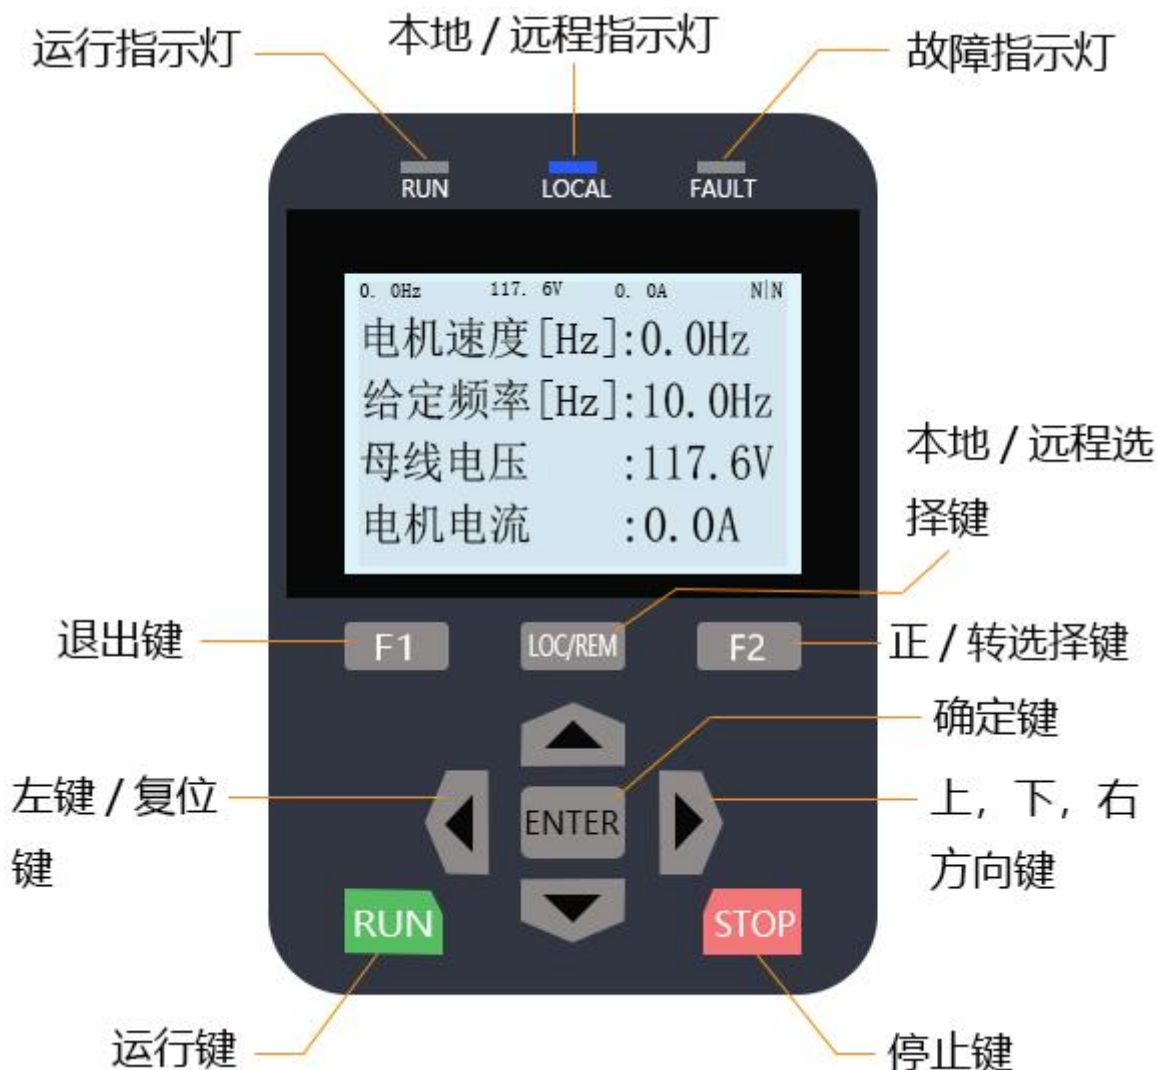 运行指示灯
本地 / 远程指示灯
故障指示灯
RUN
LOCAL
FAULT
0. 0Hz 117. 6V 0. 0A N|N
电机速度[Hz]:0.0Hz
给定频率[Hz]:10.0Hz
母线电压 :117.6V
电机电流 :0.0A
本地 / 远程选
择键
退出键
F1
LOC/REM
F2
正 / 转选择键
确定键
左键 / 复位
键
ENTER
上，下，右
方向键
RUN
STOP
运行键
停止键